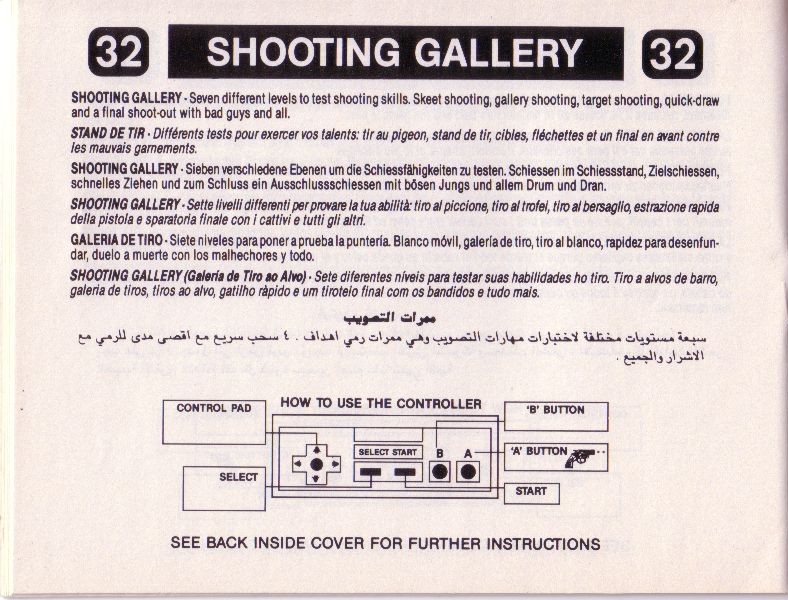 32 SHOOTING GALLERY 32
SHOOTING GALLERY - Seven different levels to test shooting skills. Skeet shooting, gallery shooting, target shooting, quick-draw
and a final shoot-out with bad guys and all.
STAND DE TIR - Différents tests pour exercer vos talents: tir au pigeon, stand de tir, cibles, fléchettes et un final en avant contre
les mauvais garnements.
SHOOTING GALLERY - Sieben verschiedene Ebenen um die Schiessfähigkeiten zu testen. Schiessen im Schiessstand, Zielschiessen,
schnelles Ziehen und zum Schluss ein Ausschlussschiessen mit bösen Jungs und allem Drum und Dran.
SHOOTING GALLERY - Sette livelli differenti per provare la tua abilità: tiro al piccione, tiro al trofei, tiro al bersaglio, estrazione rapida
della pistola e sparatoria finale con i cattivi e tutti gli altri.
GALERIA DE TIRO - Siete niveles para poner a prueba la puntería. Blanco móvil, galería de tiro, tiro al blanco, rapidez para desenfun-
dar, duelo a muerte con los malhechores y todo.
SHOOTING GALLERY (Galeria de Tiro ao Alvo) - Sete diferentes níveis para testar suas habilidades ho tiro. Tiro a alvos de barro,
galeria de tiros, tiros ao alvo, gatilho ràpido e um tiroteio final com os bandidos e tudo mais.
ممرات التصويب
سبعة مستويات مختلفة لاختبارات مهارات التصويب وهي ممرات رمي اهداف . ٤ سحب سريع مع اقصى مدى للرمي مع
الاشرار والجميع .
HOW TO USE THE CONTROLLER
CONTROL PAD
'B' BUTTON
SELECT START B A
'A' BUTTON
SELECT
START
SEE BACK INSIDE COVER FOR FURTHER INSTRUCTIONS